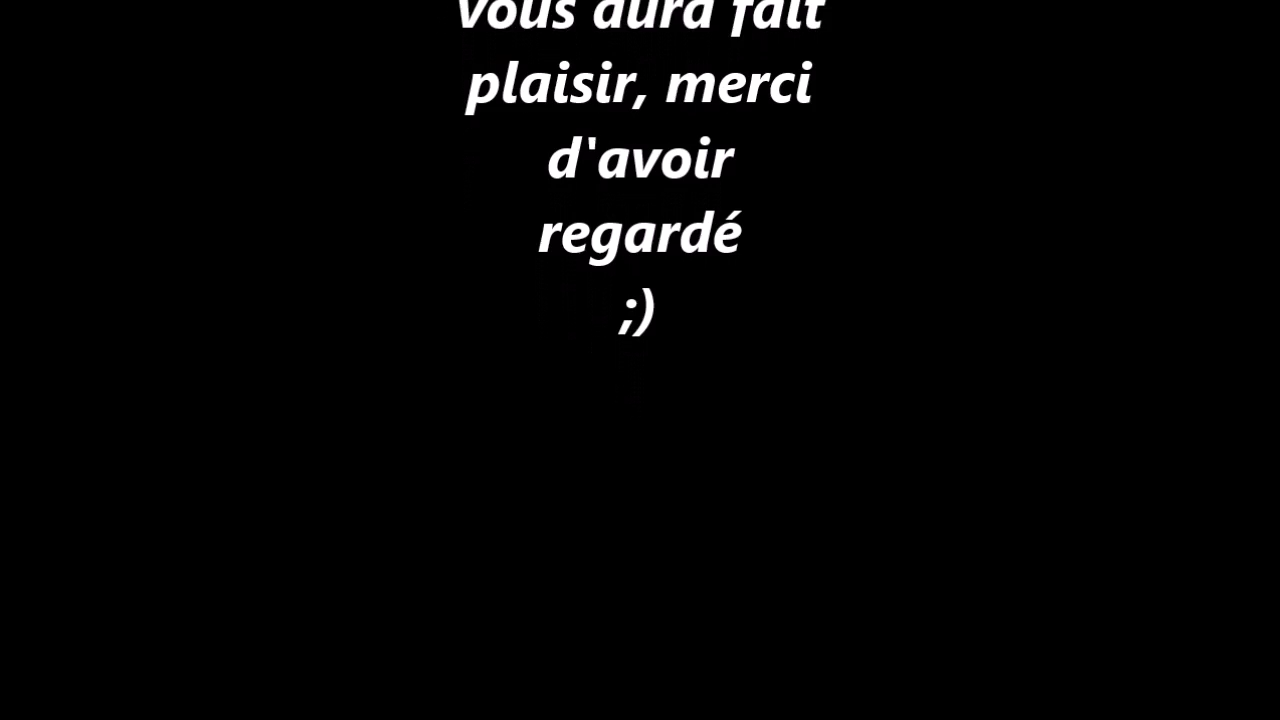 vous aura fait
plaisir, merci
d'avoir
regardé
;)